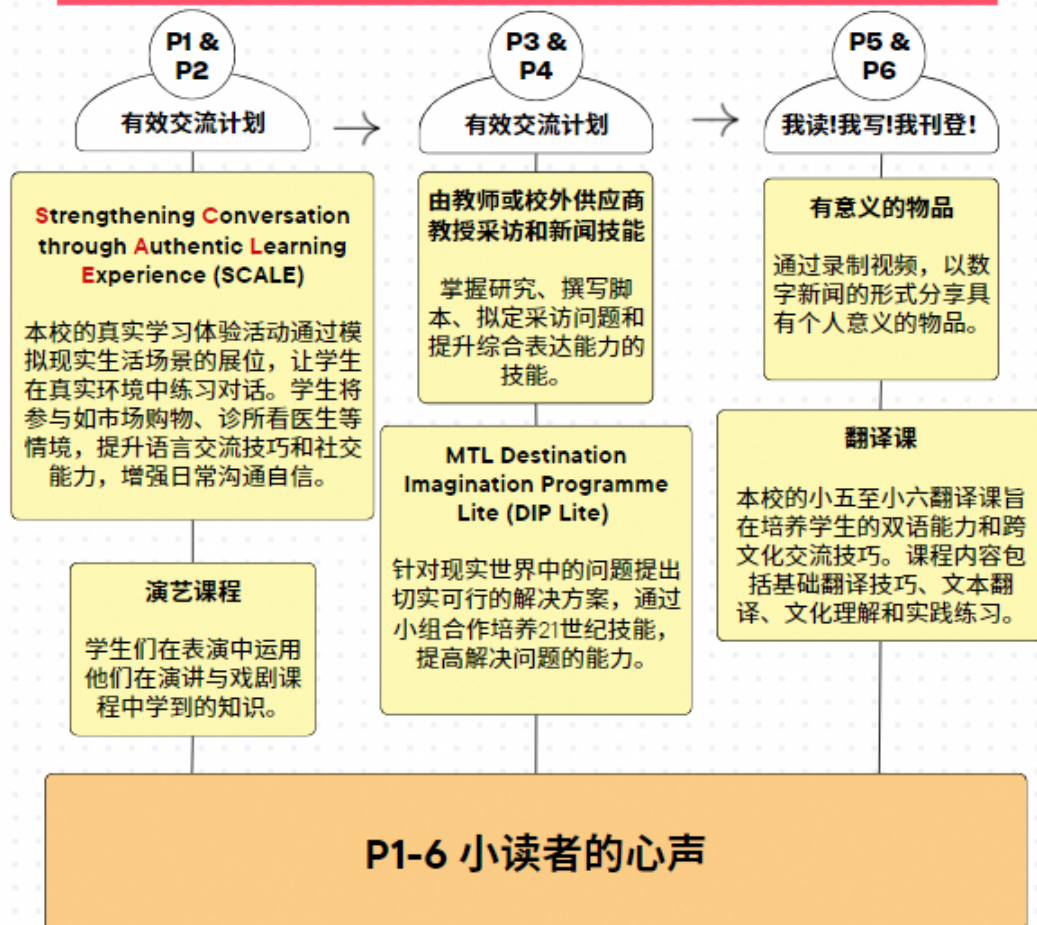 P1 &
P2
有效交流计划
Strengthening Conversation
through Authentic Learning
Experience (SCALE)
本校的真实学习体验活动通过模
拟现实生活场景的展位，让学生
在真实环境中练习对话。学生将
参与如市场购物、诊所看医生等
情境，提升语言交流技巧和社交
能力，增强日常沟通自信。
演艺课程
学生们在表演中运用
他们在演讲与戏剧课
程中学到的知识。
P3 &
P4
有效交流计划
由教师或校外供应商
教授采访和新闻技能
掌握研究、撰写脚
本、拟定采访问题和
提升综合表达能力的
技能。
MTL Destination
Imagination Programme
Lite (DIP Lite)
针对现实世界中的问题提出
切实可行的解决方案，通过
小组合作培养21世纪技能，
提高解决问题的能力。
P5 &
P6
我读!我写!我刊登!
有意义的物品
通过录制视频，以数
字新闻的形式分享具
有个人意义的物品。
翻译课
本校的小五至小六翻译课旨
在培养学生的双语能力和跨
文化交流技巧。课程内容包
括基础翻译技巧、文本翻
译、文化理解和实践练习。
P1-6 小读者的心声